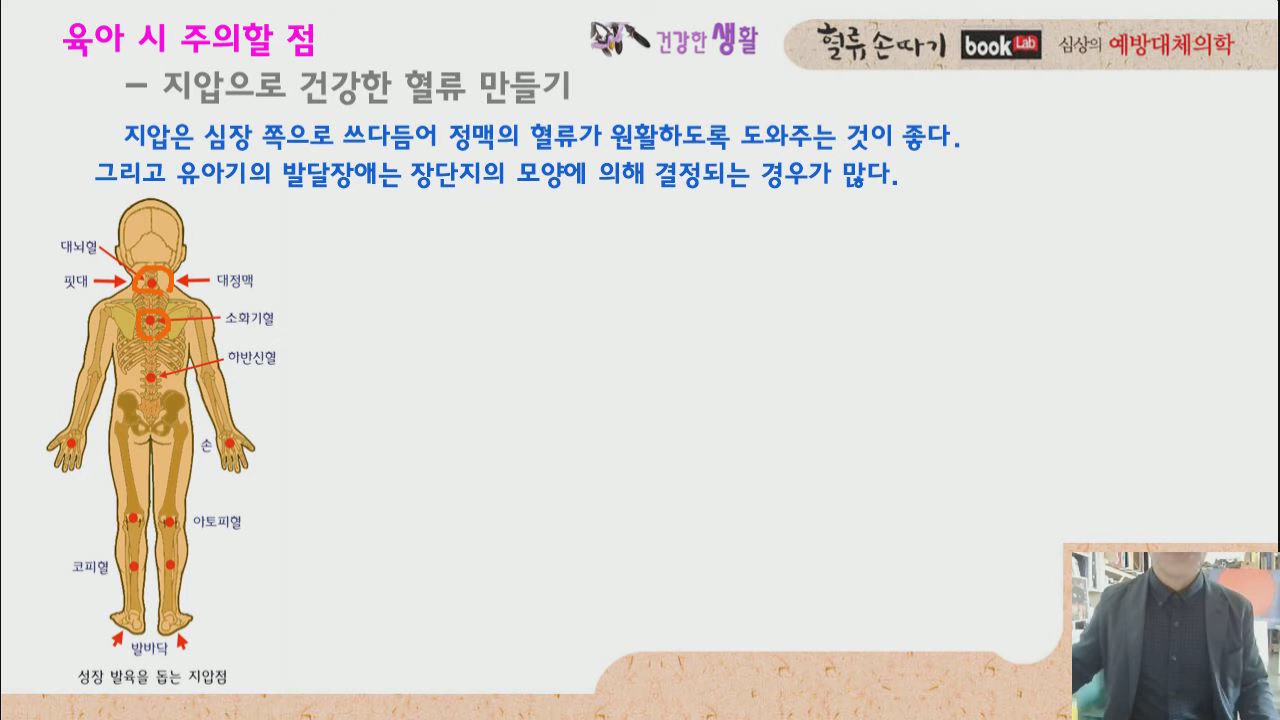 육아 시 주의할 점
건강한 생활
혈류 손따기 book Lab 심상의 예방대체의학
- 지압으로 건강한 혈류 만들기
지압은 심장 쪽으로 쓰다듬어 정맥의 혈류가 원활하도록 도와주는 것이 좋다.
그리고 유아기의 발달장애는 장단지의 모양에 의해 결정되는 경우가 많다.
대뇌혈
핏대
대정맥
소화기혈
하반신혈
손
아토피혈
코피혈
발바닥
성장 발육을 돕는 지압점